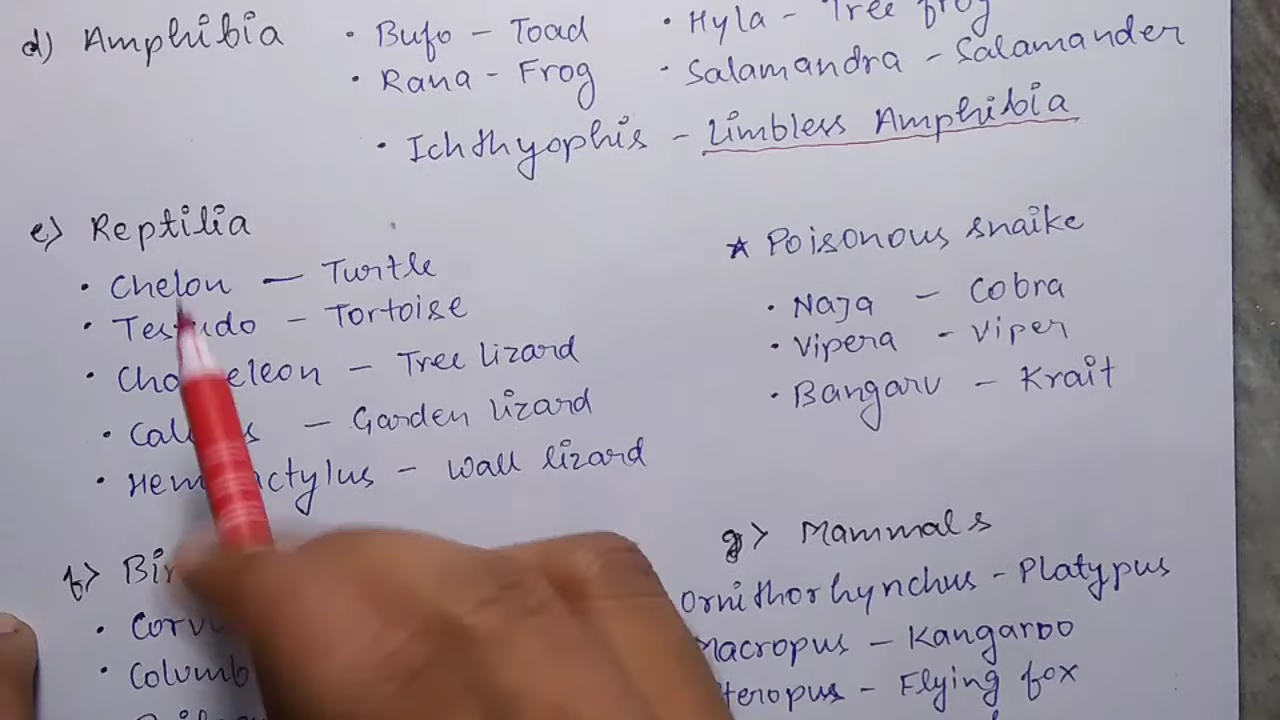 d) Amphibia
• Bufo - Toad
• Hyla - Tree frog
• Rana - Frog
• Salamandra - Salamander
• Ichthyophis - Limbless Amphibia
e) Reptilia
• Chelon - Turtle
• Testudo - Tortoise
• - Tree lizard
• - Garden lizard
• - Wall lizard
★ Poisonous snaike
• Naja - Cobra
• Vipera - Viper
• Bangaru - Krait
f)
g) Mammals
Ornithorhynchus - Platypus
Macropus - Kangaroo
- Flying fox